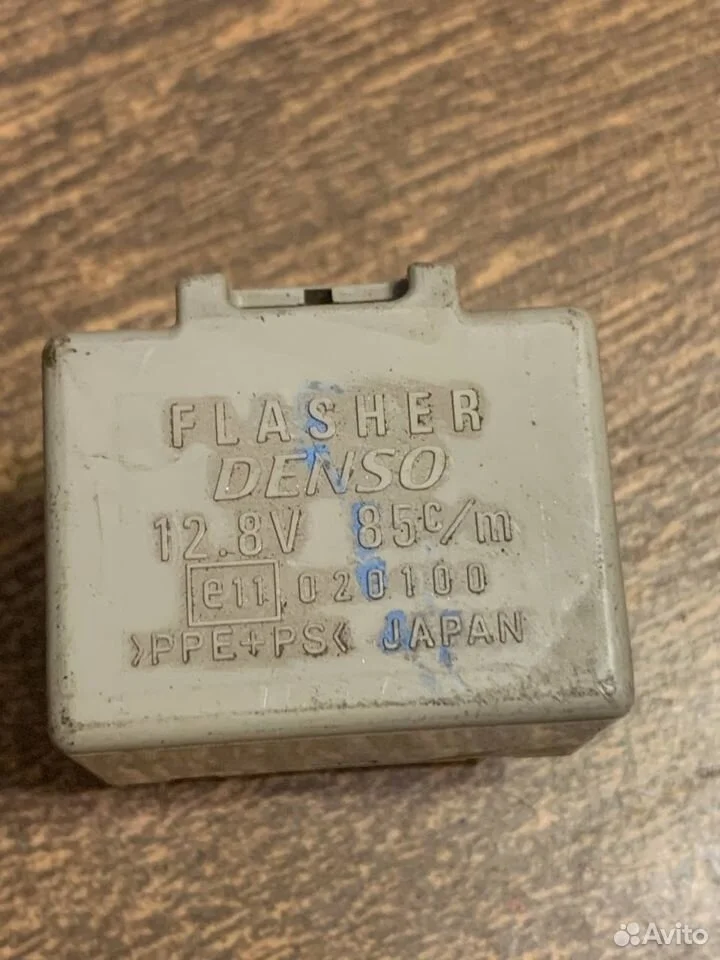 FLASHER
DENSO
12.8V 85c/m
e11 020100
>PPE+PS< JAPAN
Avito